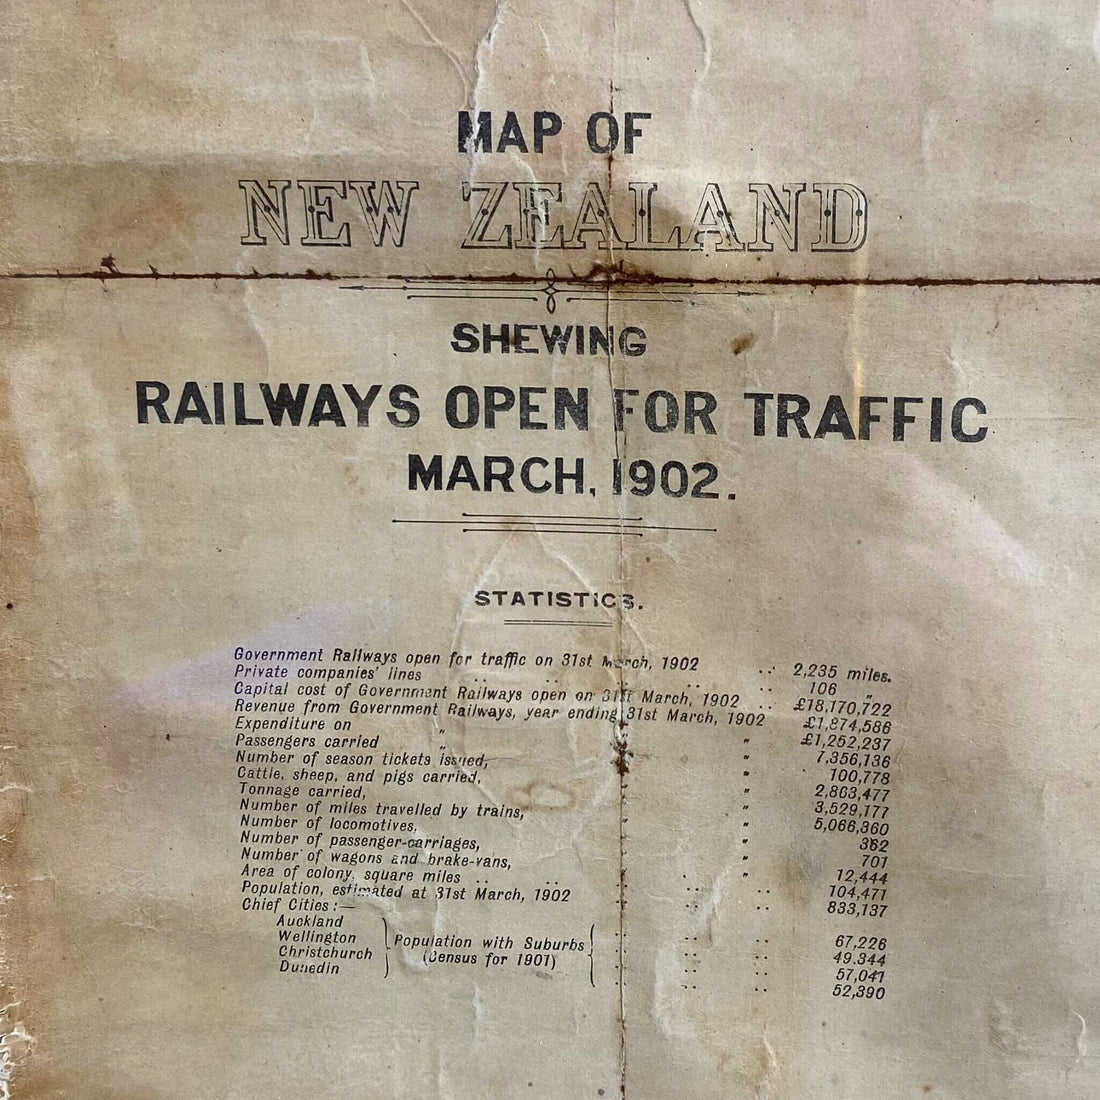 MAP OF
NEW ZEALAND
SHEWING
RAILWAYS OPEN FOR TRAFFIC
MARCH, 1902.
STATISTICS.
Government Railways open for traffic on 31st March, 1902 .. 2,235 miles.
Private companies' lines .. .. .. .. .. 106 „
Capital cost of Government Railways open on 31st March, 1902 .. £18,170,722
Revenue from Government Railways, year ending 31st March, 1902 £1,874,586
Expenditure on „ „ „ £1,252,237
Passengers carried „ „ „ 7,356,136
Number of season tickets issued, „ „ 100,778
Cattle, sheep, and pigs carried, „ „ 2,863,477
Tonnage carried, „ „ 3,529,177
Number of miles travelled by trains, „ „ 5,066,360
Number of locomotives, „ „ 362
Number of passenger-carriages, „ „ 701
Number of wagons and brake-vans, „ „ 12,444
Area of colony, square miles .. .. .. .. .. 104,471
Population, estimated at 31st March, 1902 .. .. .. 833,137
Chief Cities :—
Auckland .. .. .. 67,226
Wellington Population with Suburbs .. .. .. 49,344
Christchurch (Census for 1901) .. .. .. 57,041
Dunedin .. .. .. 52,390